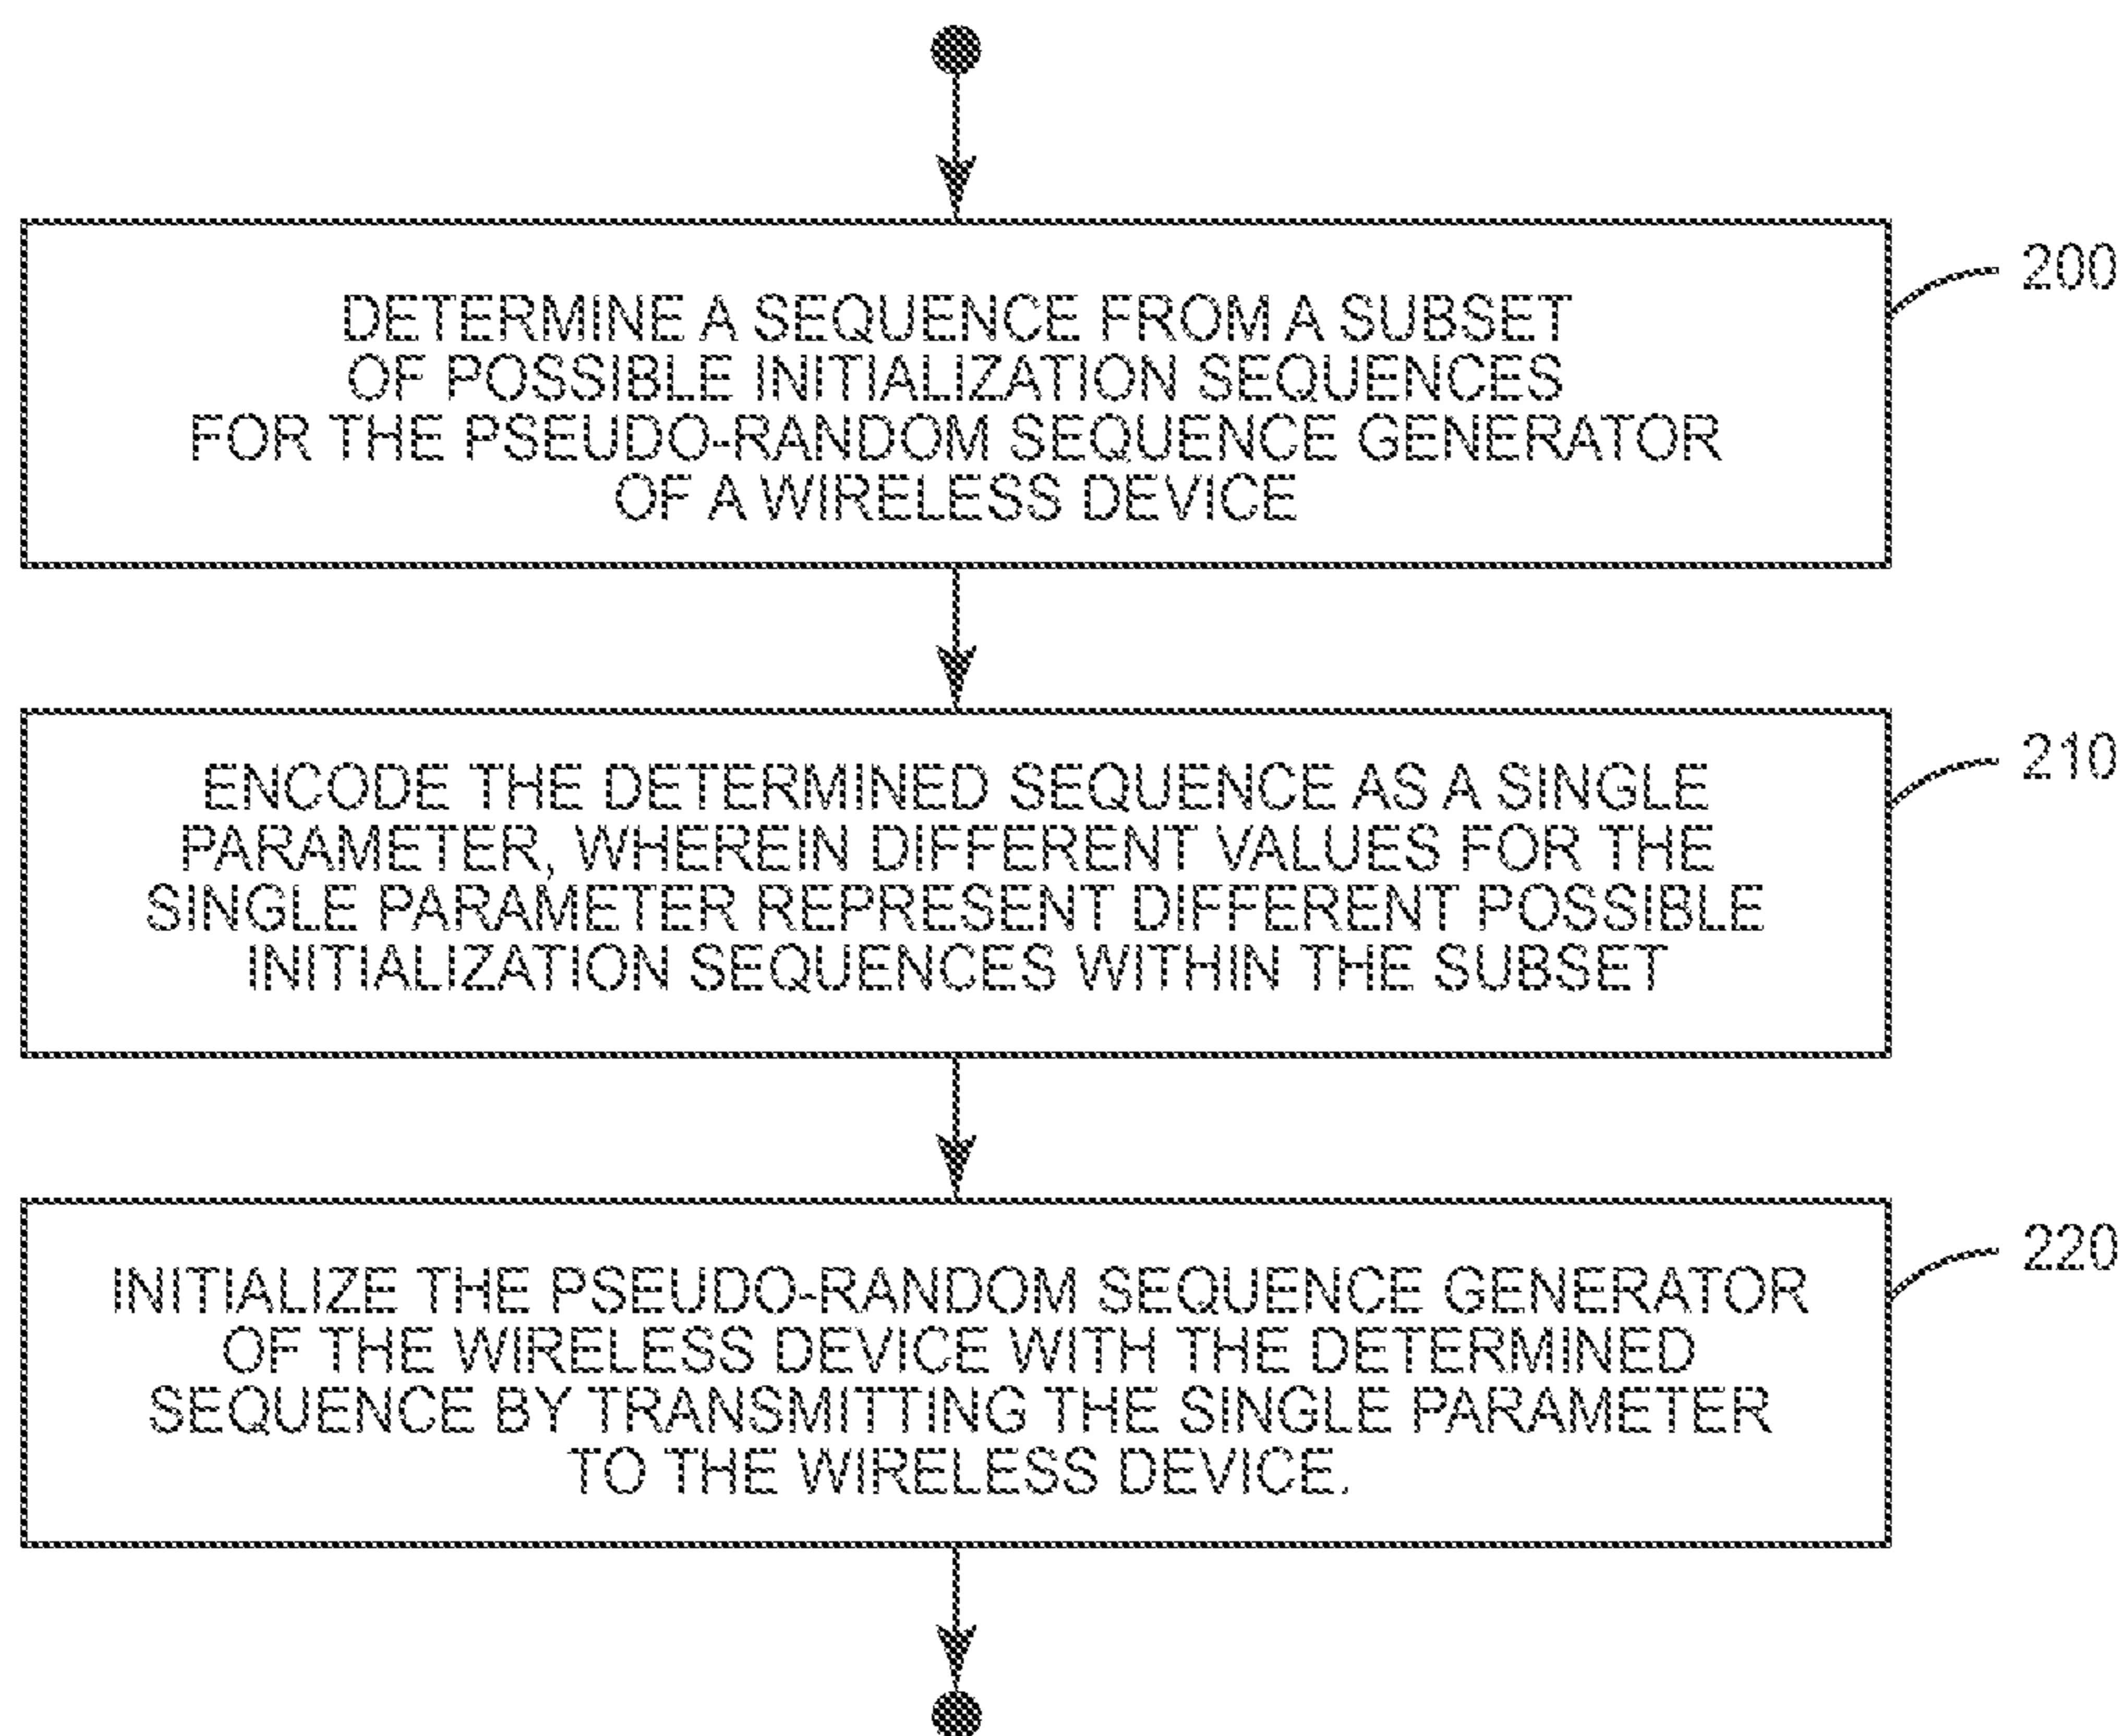 DETERMINE A SEQUENCE FROM A SUBSET
OF POSSIBLE INITIALIZATION SEQUENCES
FOR THE PSEUDO-RANDOM SEQUENCE GENERATOR
OF A WIRELESS DEVICE
200
ENCODE THE DETERMINED SEQUENCE AS A SINGLE
PARAMETER, WHEREIN DIFFERENT VALUES FOR THE
SINGLE PARAMETER REPRESENT DIFFERENT POSSIBLE
INITIALIZATION SEQUENCES WITHIN THE SUBSET
210
INITIALIZE THE PSEUDO-RANDOM SEQUENCE GENERATOR
OF THE WIRELESS DEVICE WITH THE DETERMINED
SEQUENCE BY TRANSMITTING THE SINGLE PARAMETER
TO THE WIRELESS DEVICE.
220